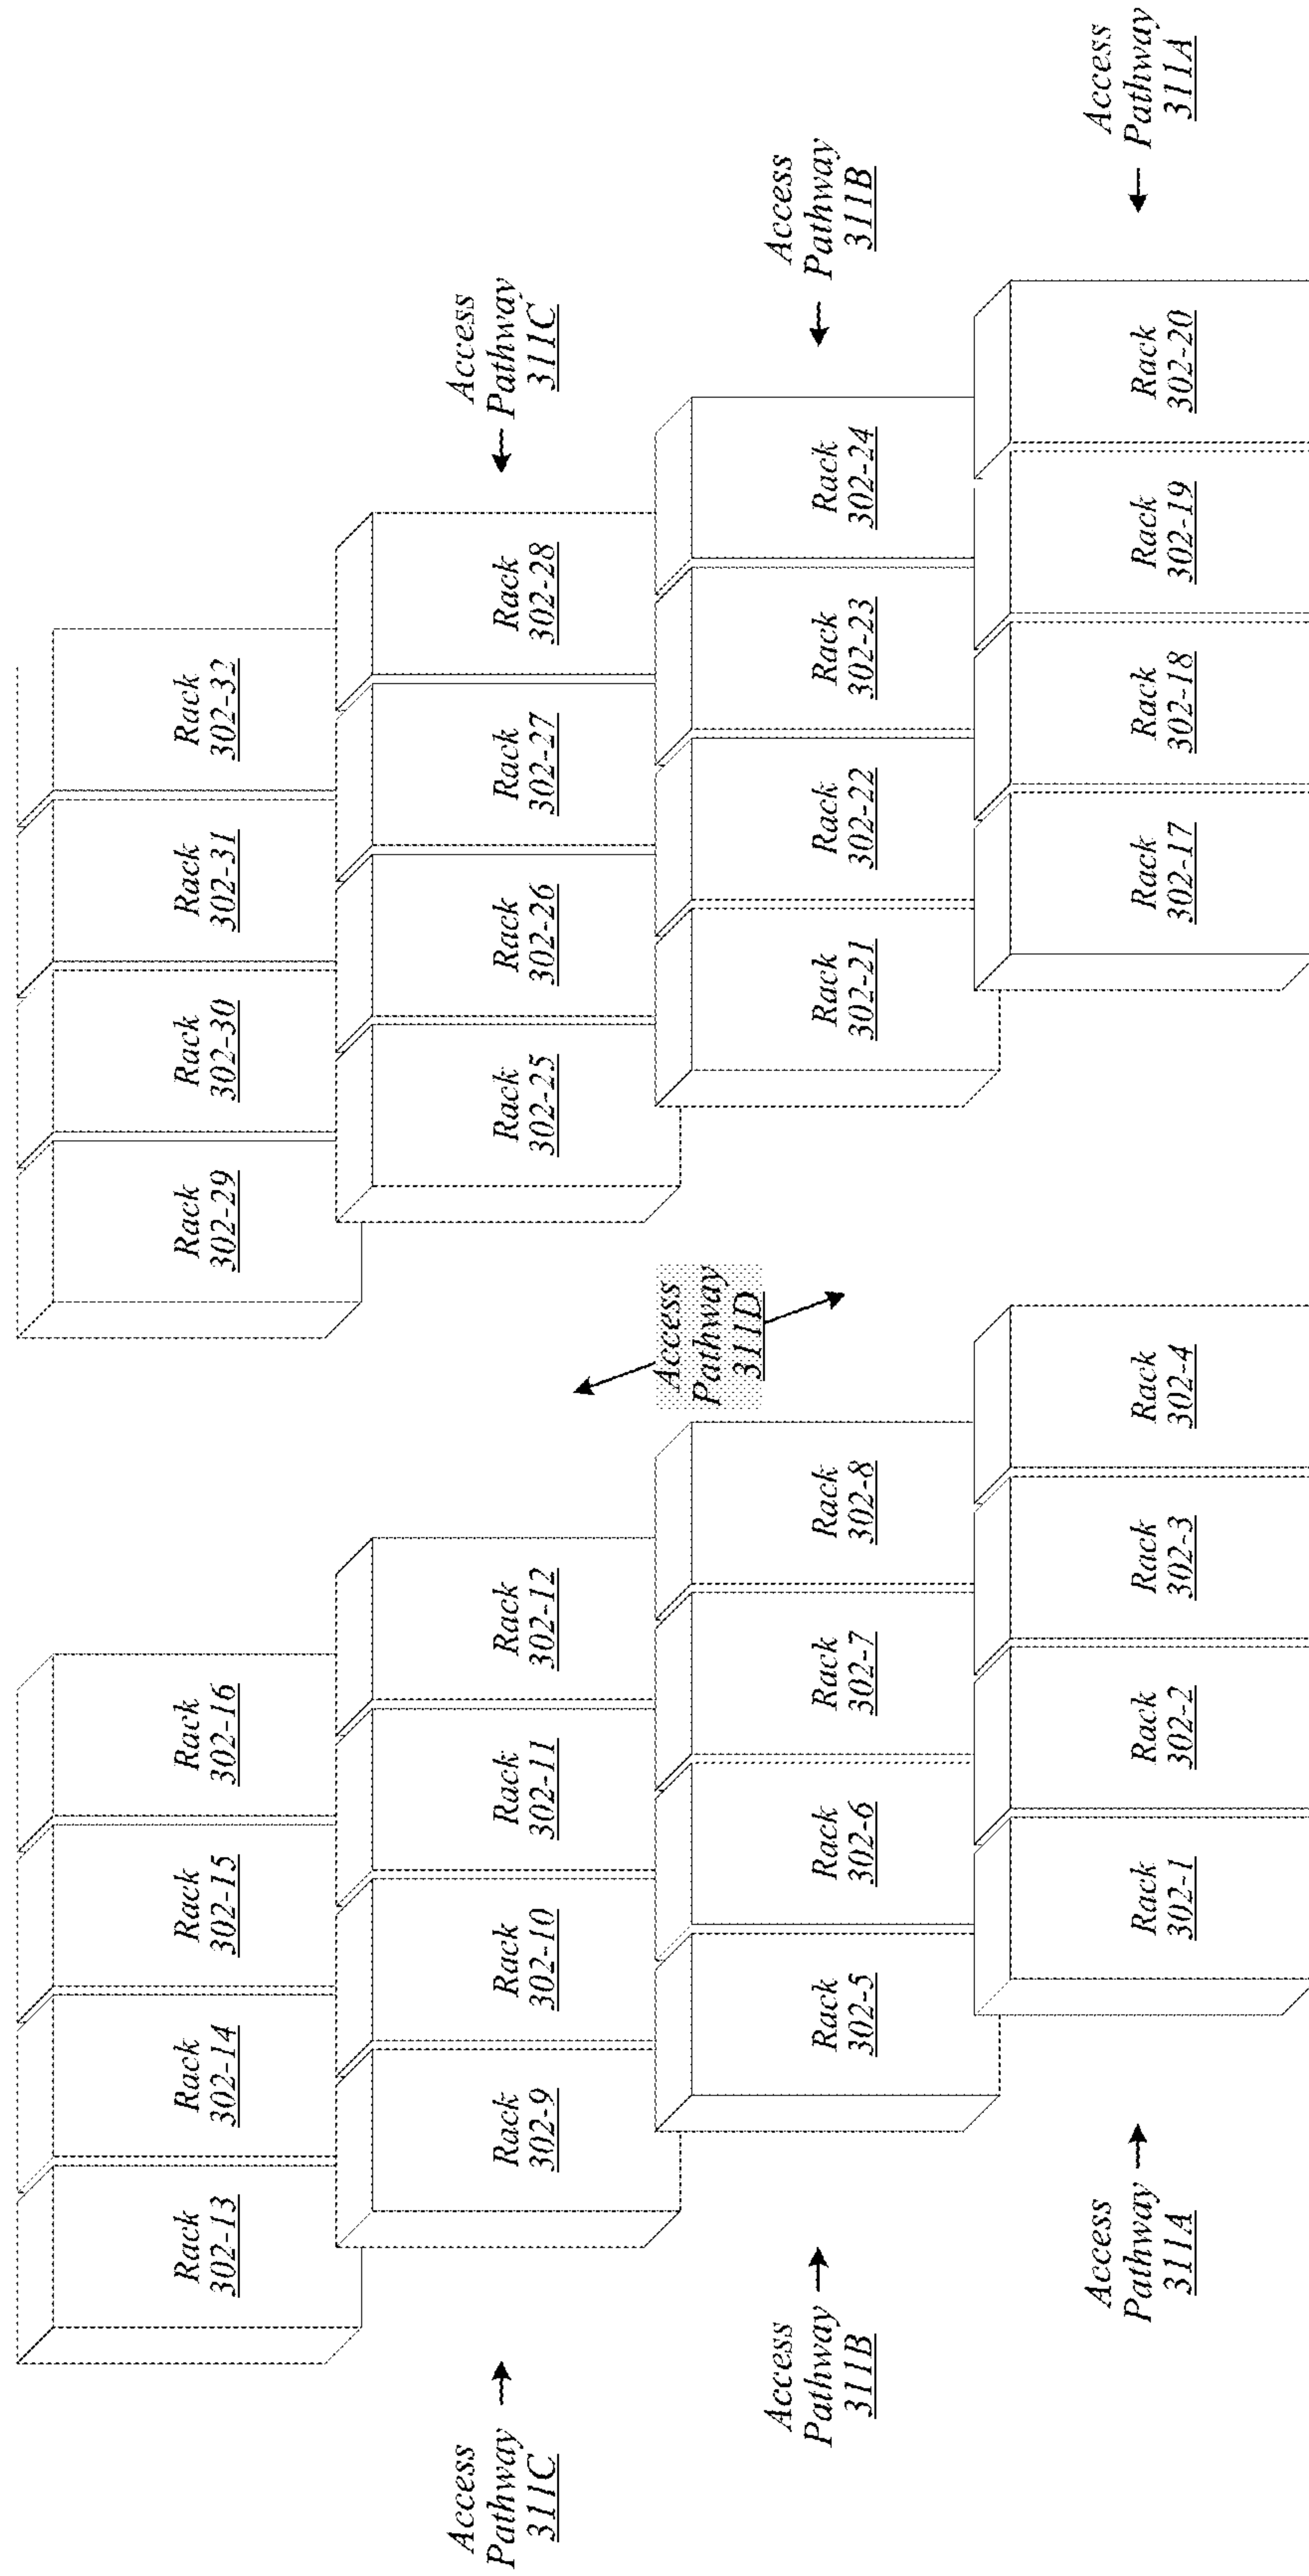 Rack
302-13
Rack
302-14
Rack
302-15
Rack
302-16
Rack
302-29
Rack
302-30
Rack
302-31
Rack
302-32
Access
Pathway
311C
Rack
302-9
Rack
302-10
Rack
302-11
Rack
302-12
Rack
302-25
Rack
302-26
Rack
302-27
Rack
302-28
Access
Pathway
311C
Access
Pathway
311D
Access
Pathway
311B
Rack
302-5
Rack
302-6
Rack
302-7
Rack
302-8
Rack
302-21
Rack
302-22
Rack
302-23
Rack
302-24
Access
Pathway
311B
Access
Pathway
311A
Rack
302-1
Rack
302-2
Rack
302-3
Rack
302-4
Rack
302-17
Rack
302-18
Rack
302-19
Rack
302-20
Access
Pathway
311A